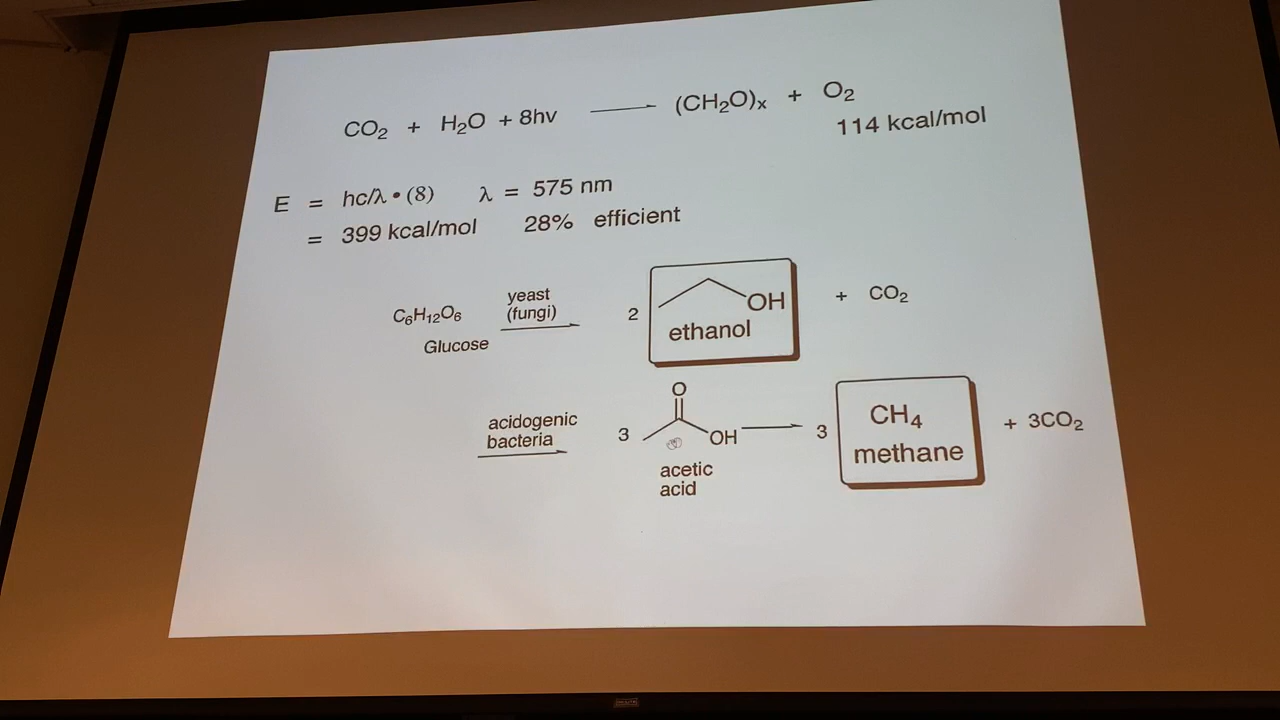 CO₂ + H₂O + 8hv ⟶ (CH₂O)ₓ + O₂
114 kcal/mol
E = hc/λ • (8) λ = 575 nm
= 399 kcal/mol 28% efficient
C₆H₁₂O₆ yeast (fungi) ⟶ 2 OH + CO₂
Glucose ethanol
acidogenic bacteria ⟶ 3 O OH ⟶ 3 CH₄ + 3CO₂
methane
acetic
acid